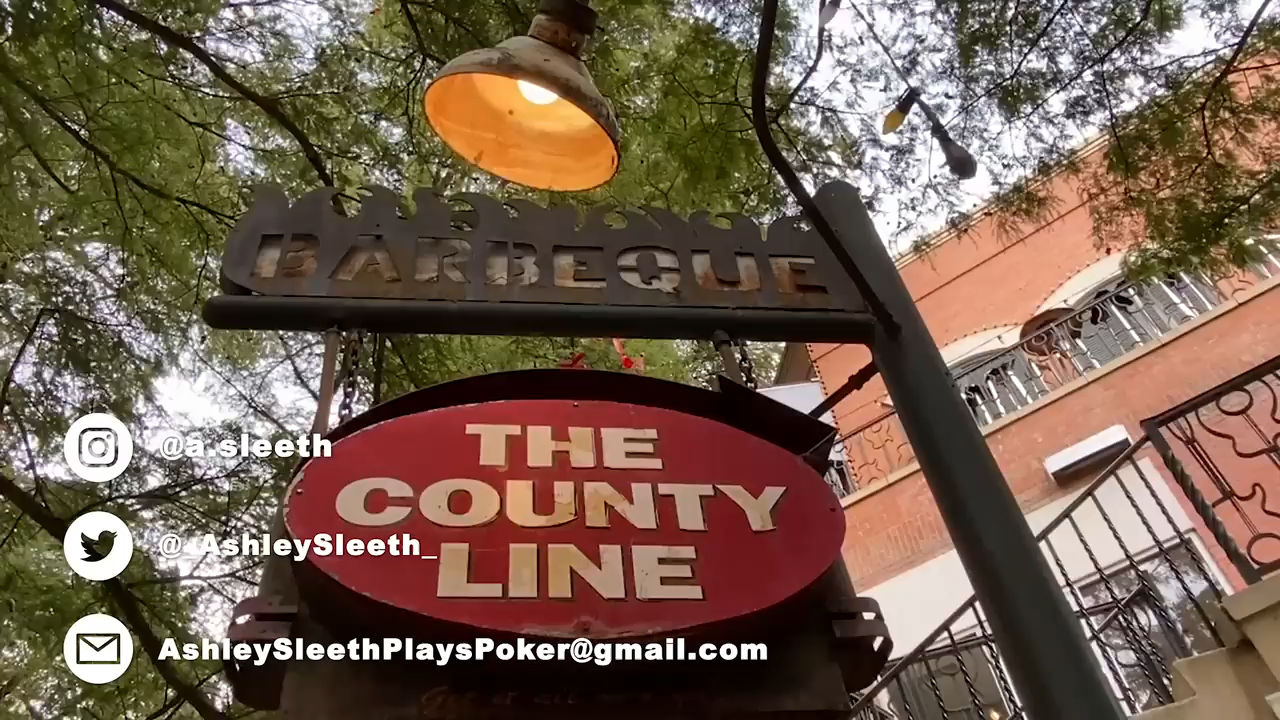 BARBEQUE
THE
COUNTY
LINE
@a.sleeth
@_AshleySleeth_
AshleySleethPlaysPoker@gmail.com